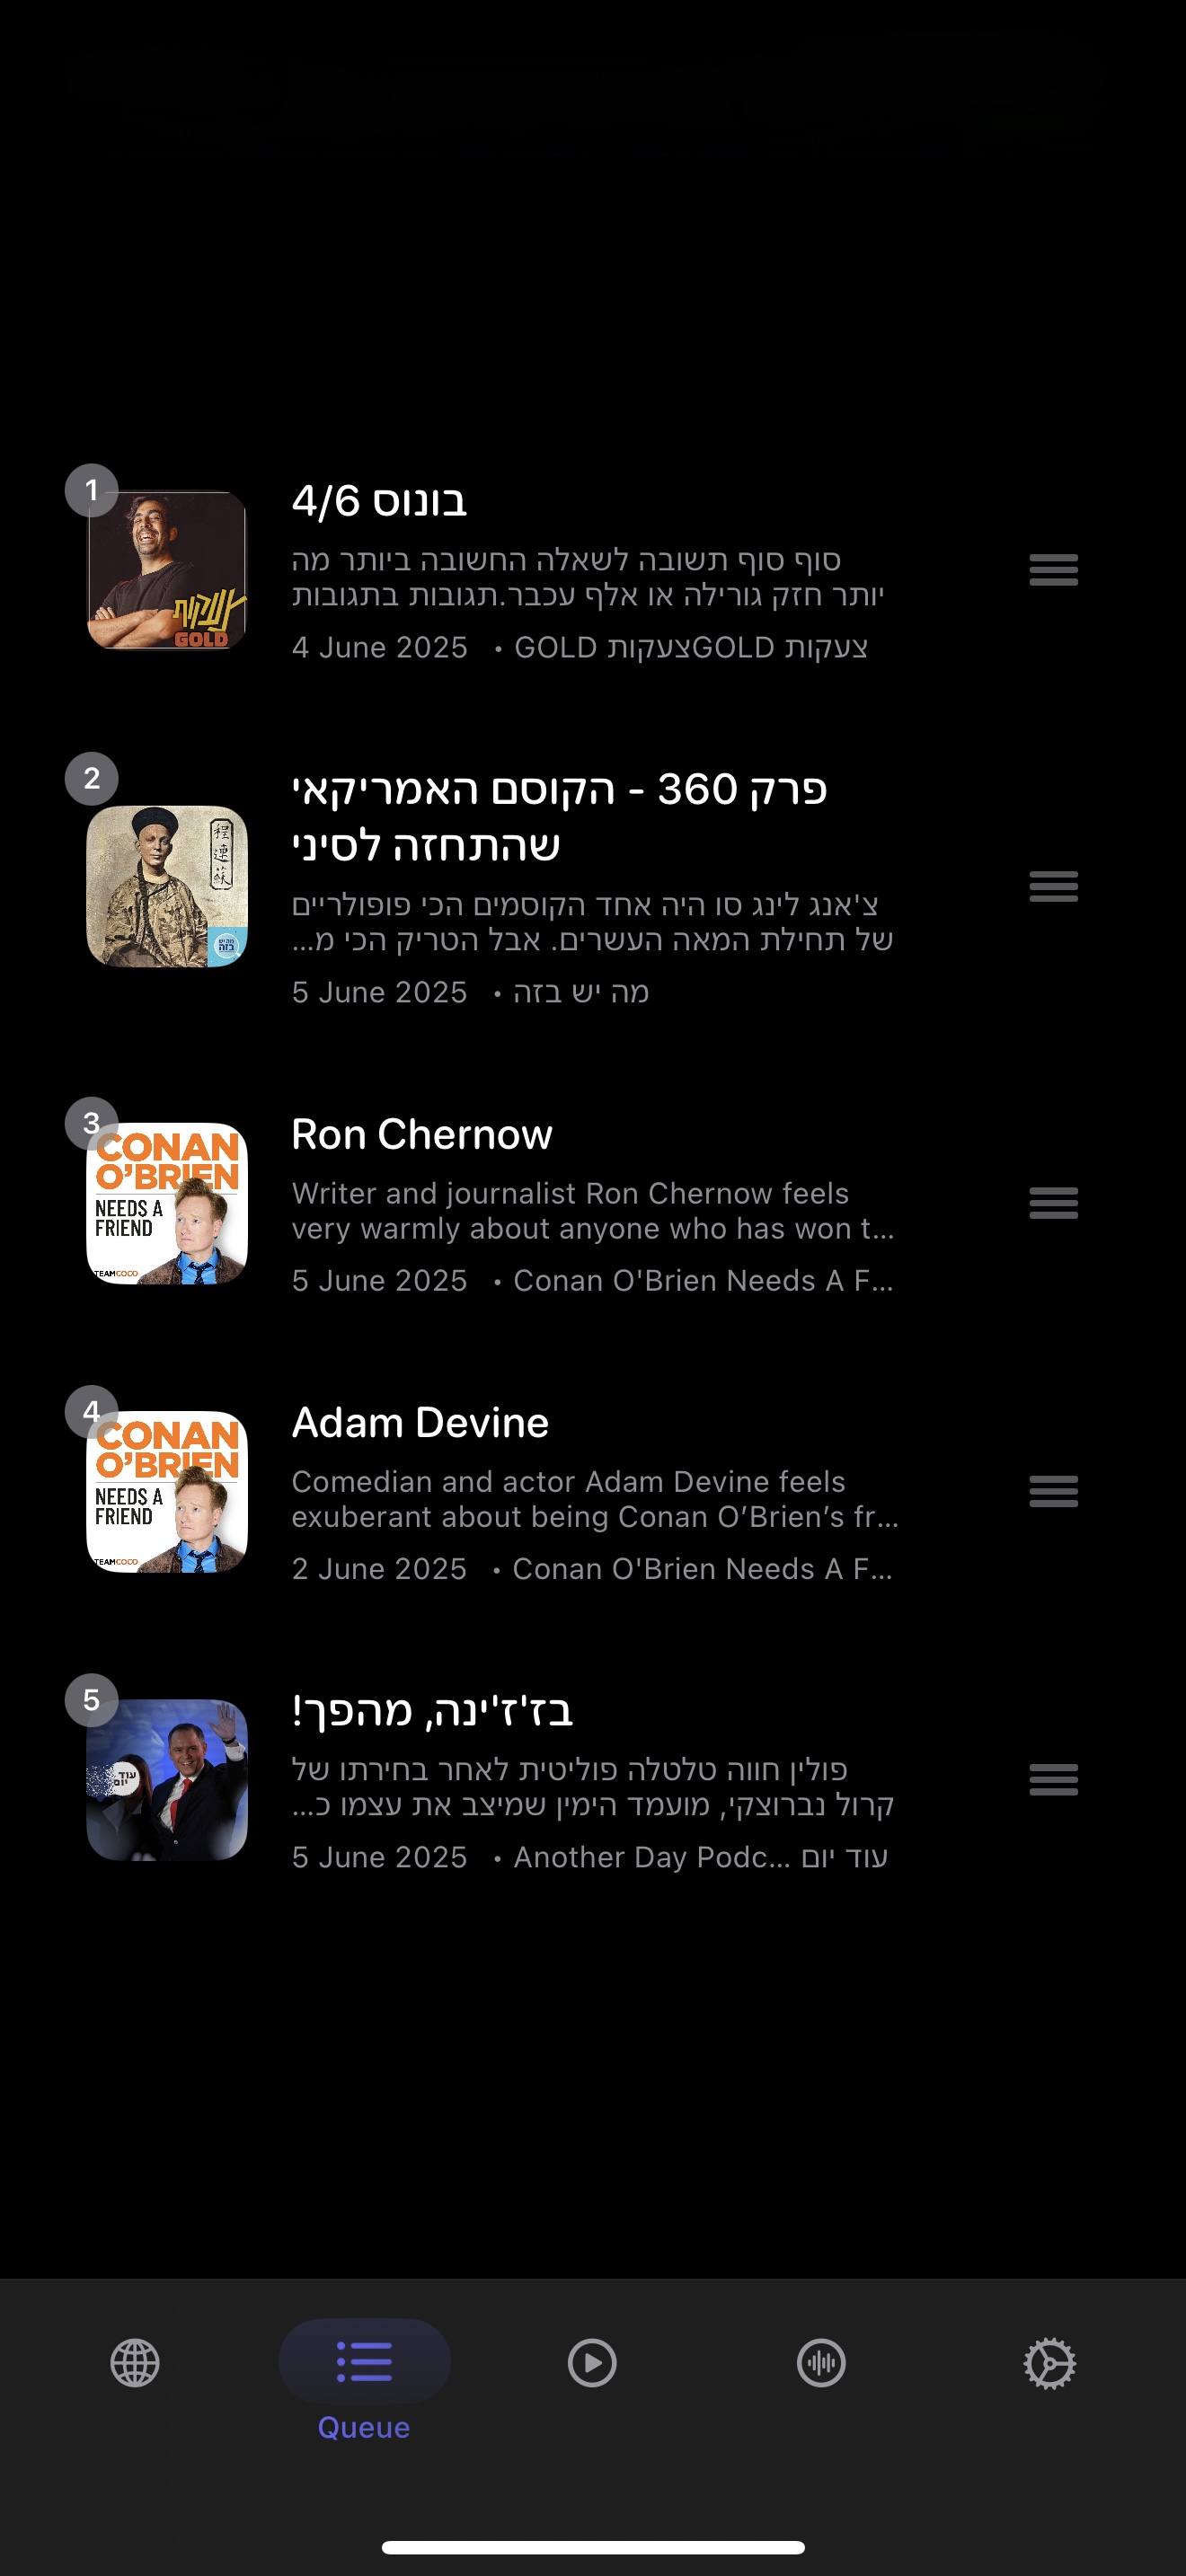 1
בונוס 4/6
סוף סוף תשובה לשאלה החשובה ביותר מה
יותר חזק גורילה או אלף עכבר.תגובות בתגובות
4 June 2025 • GOLD צעקותGOLD צעקות
צעקות
GOLD
2
פרק 360 - הקוסם האמריקאי
שהתחזה לסיני
צ'אנג לינג סו היה אחד הקוסמים הכי פופולריים
של תחילת המאה העשרים. אבל הטריק הכי מ...
5 June 2025 • מה יש בזה
程連蘇
מה יש
בזה
3
CONAN
O'BRIEN
NEEDS A
FRIEND
TEAMCOCO
Ron Chernow
Writer and journalist Ron Chernow feels
very warmly about anyone who has won t...
5 June 2025 • Conan O'Brien Needs A F...
4
CONAN
O'BRIEN
NEEDS A
FRIEND
TEAMCOCO
Adam Devine
Comedian and actor Adam Devine feels
exuberant about being Conan O’Brien’s fr...
2 June 2025 • Conan O'Brien Needs A F...
5
עוד
יום
בז'ז'ינה, מהפך!
פולין חווה טלטלה פוליטית לאחר בחירתו של
קרול נברוצקי, מועמד הימין שמיצב את עצמו כ...
5 June 2025 • Another Day Podc... עוד יום
Queue